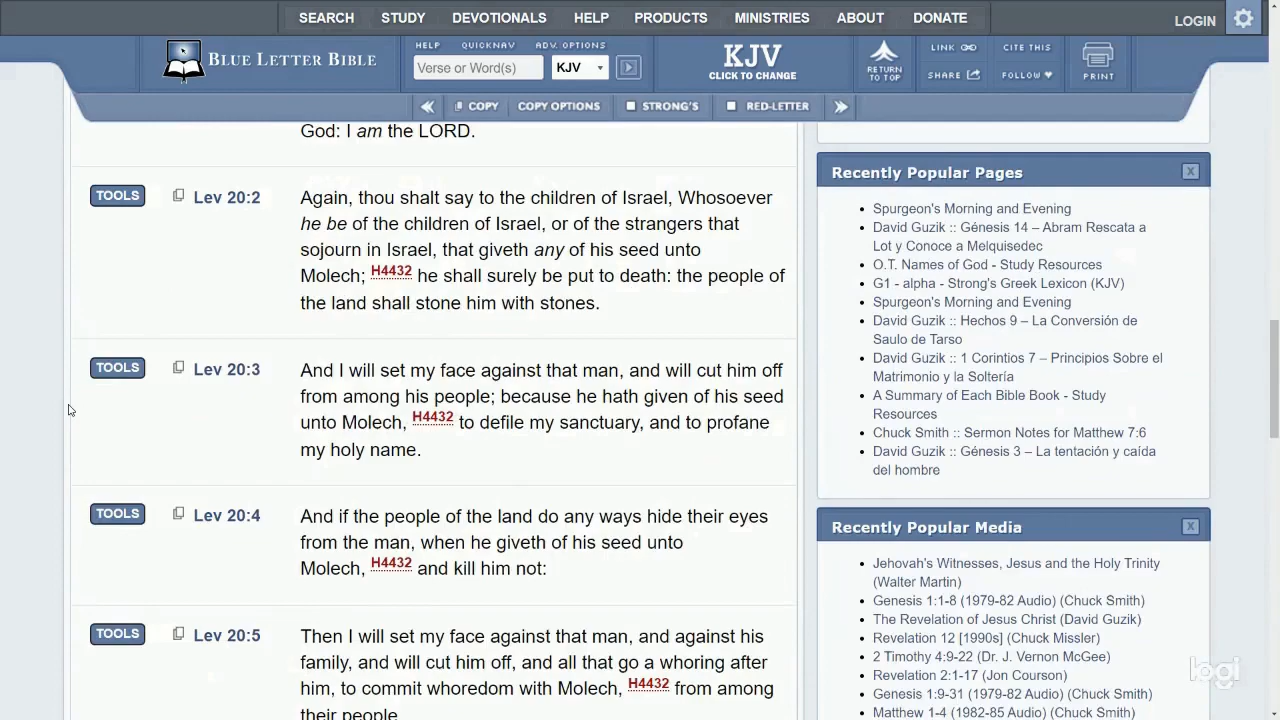 SEARCH STUDY DEVOTIONALS HELP PRODUCTS MINISTRIES ABOUT DONATE LOGIN
BLUE LETTER BIBLE
HELP QUICKNAV ADV. OPTIONS
Verse or Word(s) KJV
KJV
CLICK TO CHANGE
RETURN
TO TOP
LINK CITE THIS
SHARE FOLLOW
PRINT
COPY COPY OPTIONS STRONG'S RED-LETTER
God: I am the LORD.
TOOLS Lev 20:2 Again, thou shalt say to the children of Israel, Whosoever
he be of the children of Israel, or of the strangers that
sojourn in Israel, that giveth any of his seed unto
Molech; H4432 he shall surely be put to death: the people of
the land shall stone him with stones.
TOOLS Lev 20:3 And I will set my face against that man, and will cut him off
from among his people; because he hath given of his seed
unto Molech, H4432 to defile my sanctuary, and to profane
my holy name.
TOOLS Lev 20:4 And if the people of the land do any ways hide their eyes
from the man, when he giveth of his seed unto
Molech, H4432 and kill him not:
TOOLS Lev 20:5 Then I will set my face against that man, and against his
family, and will cut him off, and all that go a whoring after
him, to commit whoredom with Molech, H4432 from among
their people.
Recently Popular Pages X
Spurgeon's Morning and Evening
David Guzik :: Génesis 14 – Abram Rescata a
Lot y Conoce a Melquisedec
O.T. Names of God - Study Resources
G1 - alpha - Strong's Greek Lexicon (KJV)
Spurgeon's Morning and Evening
David Guzik :: Hechos 9 – La Conversión de
Saulo de Tarso
David Guzik :: 1 Corintios 7 – Principios Sobre el
Matrimonio y la Soltería
A Summary of Each Bible Book - Study
Resources
Chuck Smith :: Sermon Notes for Matthew 7:6
David Guzik :: Génesis 3 – La tentación y caída
del hombre
Recently Popular Media X
Jehovah's Witnesses, Jesus and the Holy Trinity
(Walter Martin)
Genesis 1:1-8 (1979-82 Audio) (Chuck Smith)
The Revelation of Jesus Christ (David Guzik)
Revelation 12 [1990s] (Chuck Missler)
2 Timothy 4:9-22 (Dr. J. Vernon McGee)
Revelation 2:1-17 (Jon Courson)
Genesis 1:9-31 (1979-82 Audio) (Chuck Smith)
Matthew 1-4 (1982-85 Audio) (Chuck Smith)
logi